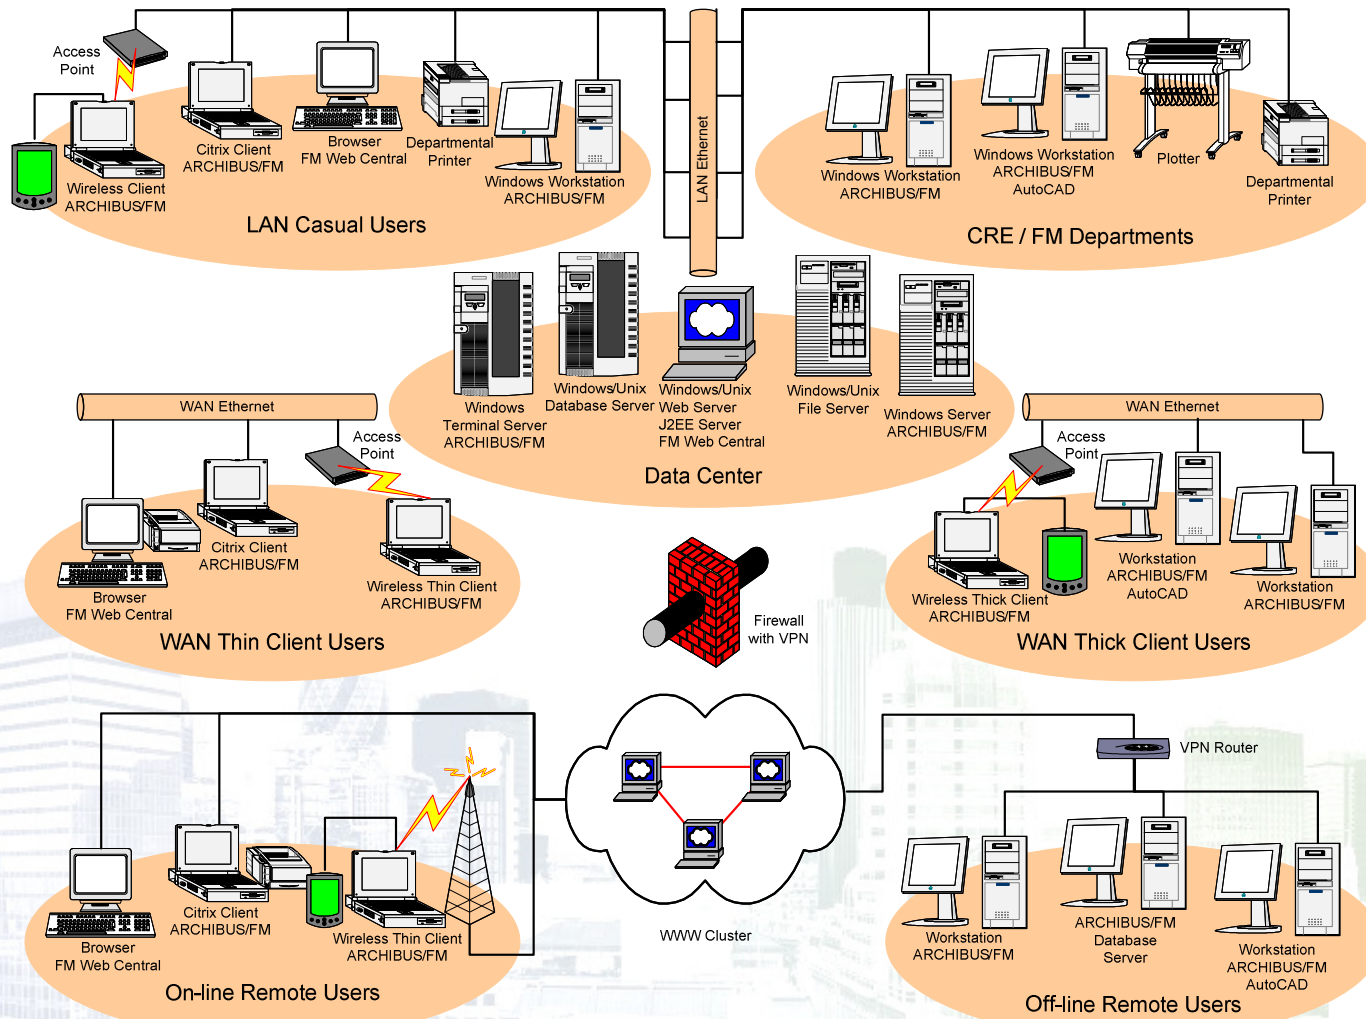 Access
Point
Wireless Client
ARCHIBUS/FM
Citrix Client
ARCHIBUS/FM
Browser
FM Web Central
Departmental
Printer
Windows Workstation
ARCHIBUS/FM
LAN Casual Users
LAN Ethernet
Windows Workstation
ARCHIBUS/FM
Windows Workstation
ARCHIBUS/FM
AutoCAD
Plotter
Departmental
Printer
CRE / FM Departments
Windows
Terminal Server
ARCHIBUS/FM
Windows/Unix
Database Server
Windows/Unix
Web Server
J2EE Server
FM Web Central
Windows/Unix
File Server
Windows Server
ARCHIBUS/FM
Data Center
WAN Ethernet
Access
Point
Browser
FM Web Central
Citrix Client
ARCHIBUS/FM
Wireless Thin Client
ARCHIBUS/FM
WAN Thin Client Users
Firewall
with VPN
WAN Ethernet
Access
Point
Wireless Thick Client
ARCHIBUS/FM
Workstation
ARCHIBUS/FM
AutoCAD
Workstation
ARCHIBUS/FM
WAN Thick Client Users
Browser
FM Web Central
Citrix Client
ARCHIBUS/FM
Wireless Thin Client
ARCHIBUS/FM
On-line Remote Users
WWW Cluster
VPN Router
Workstation
ARCHIBUS/FM
ARCHIBUS/FM
Database
Server
Workstation
ARCHIBUS/FM
AutoCAD
Off-line Remote Users